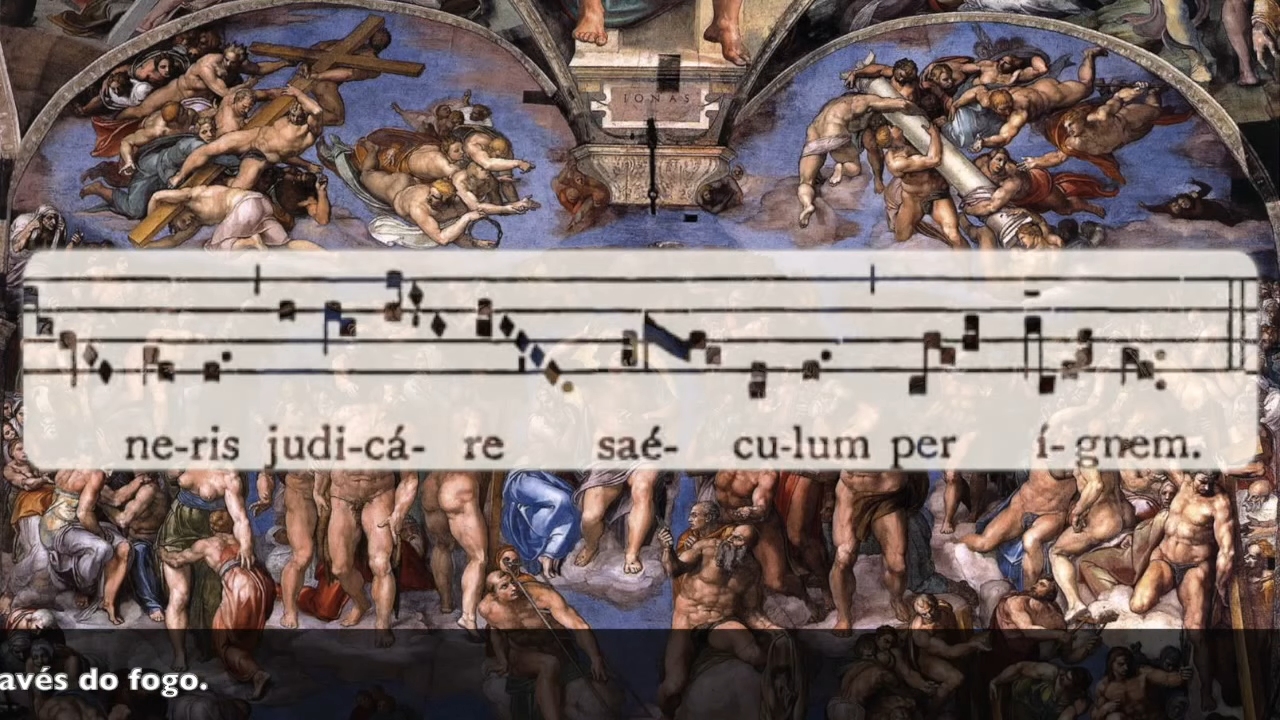 IONAS
ne-ris judi-cá- re saé- cu-lum per í-gnem.
avés do fogo.